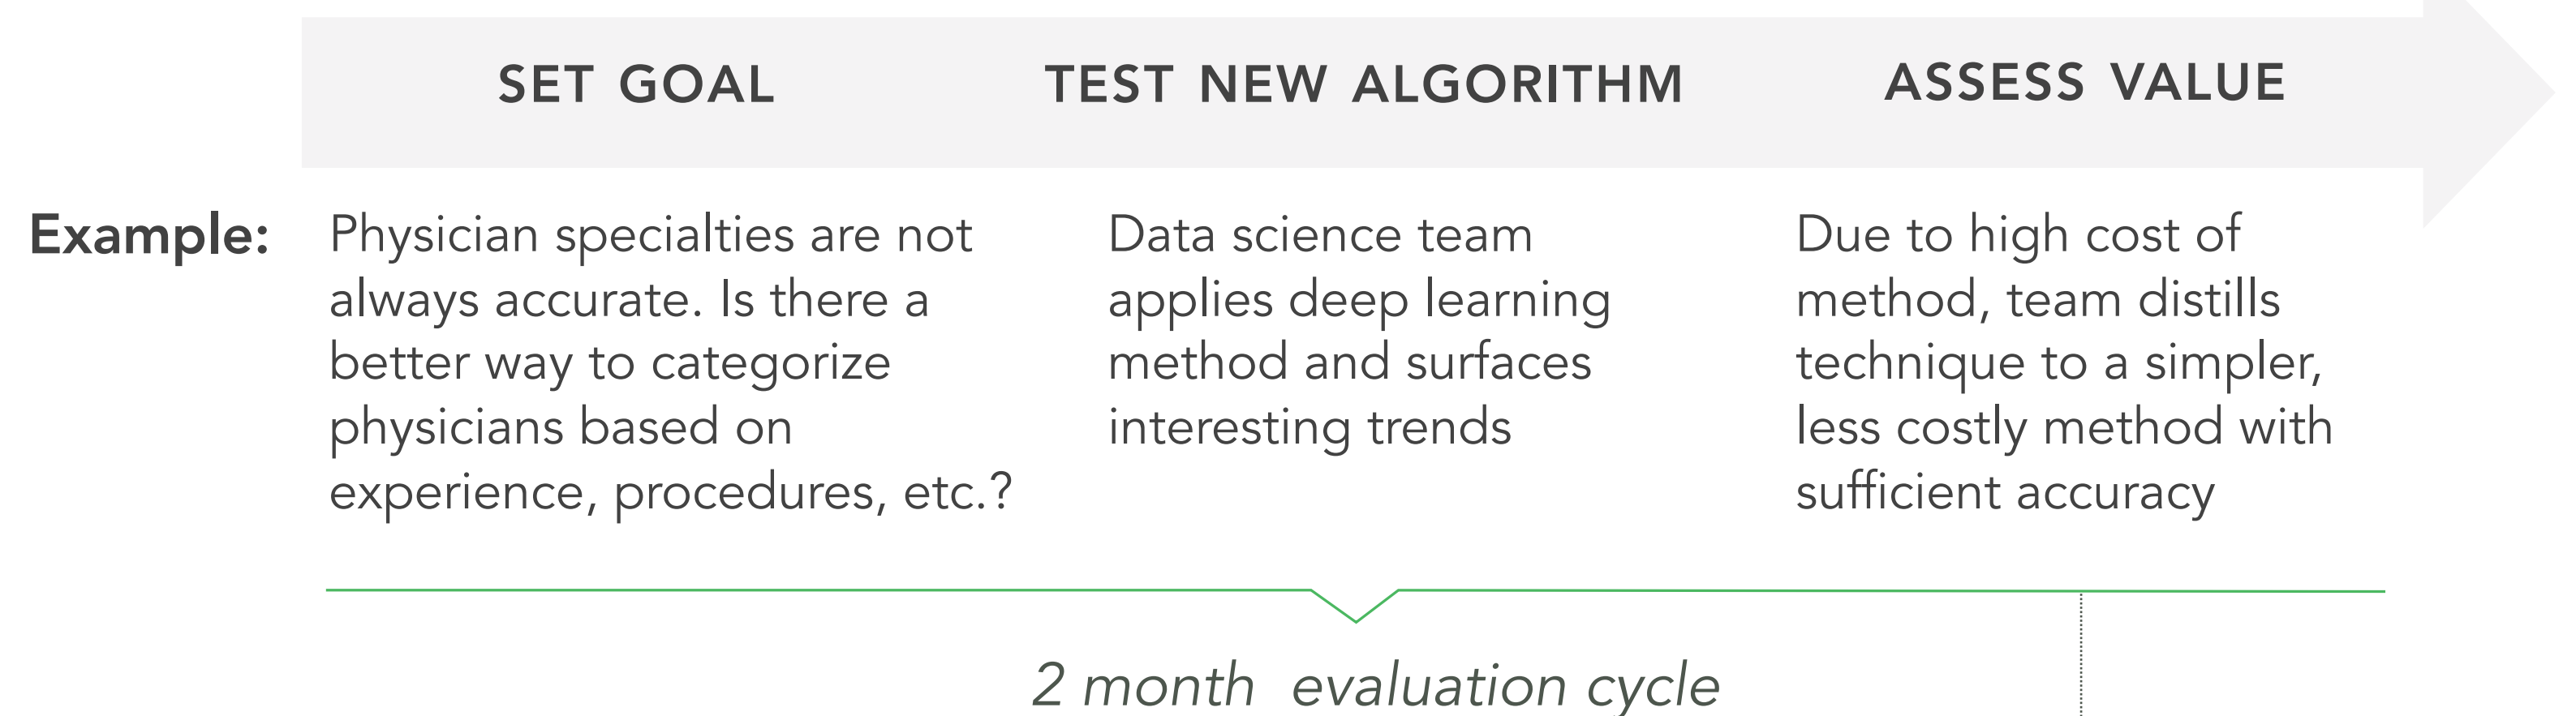 SET GOAL
TEST NEW ALGORITHM
ASSESS VALUE
Example:
Physician specialties are not
always accurate. Is there a
better way to categorize
physicians based on
experience, procedures, etc.?
Data science team
applies deep learning
method and surfaces
interesting trends
Due to high cost of
method, team distills
technique to a simpler,
less costly method with
sufficient accuracy
2 month evaluation cycle